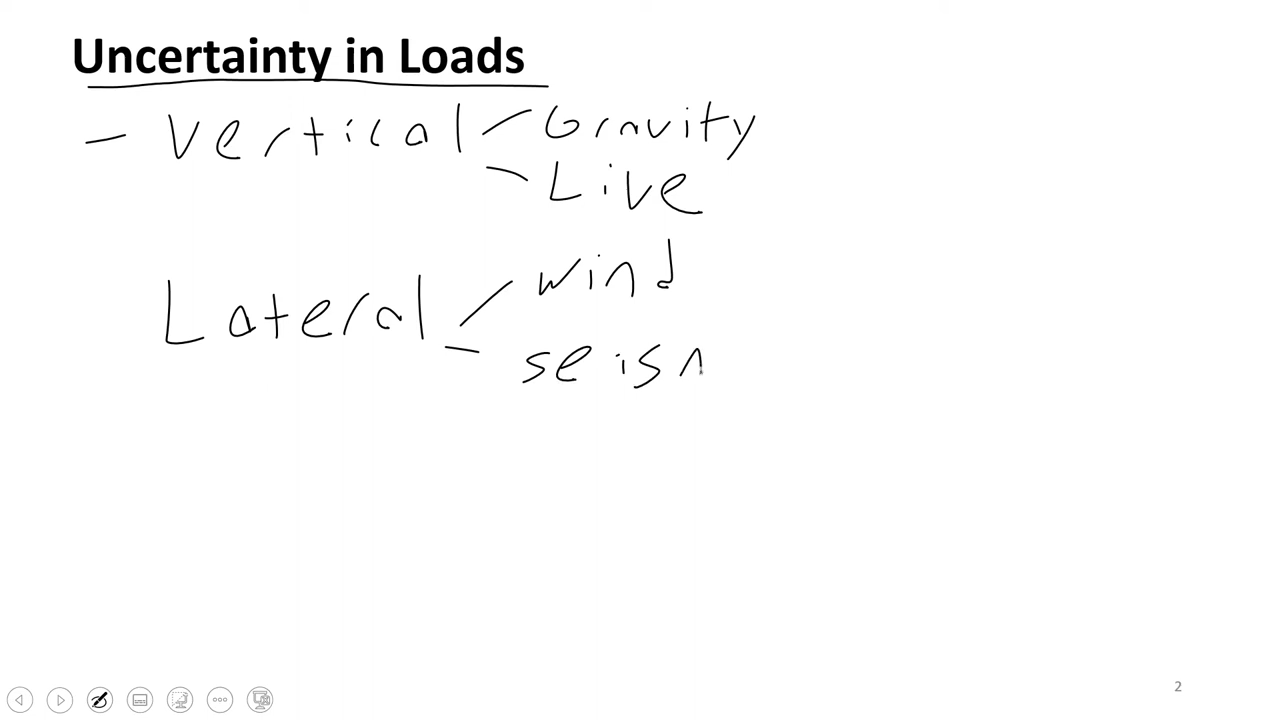 Uncertainty in Loads
- Vertical - Gravity
- Live
Lateral - wind
- seism
2